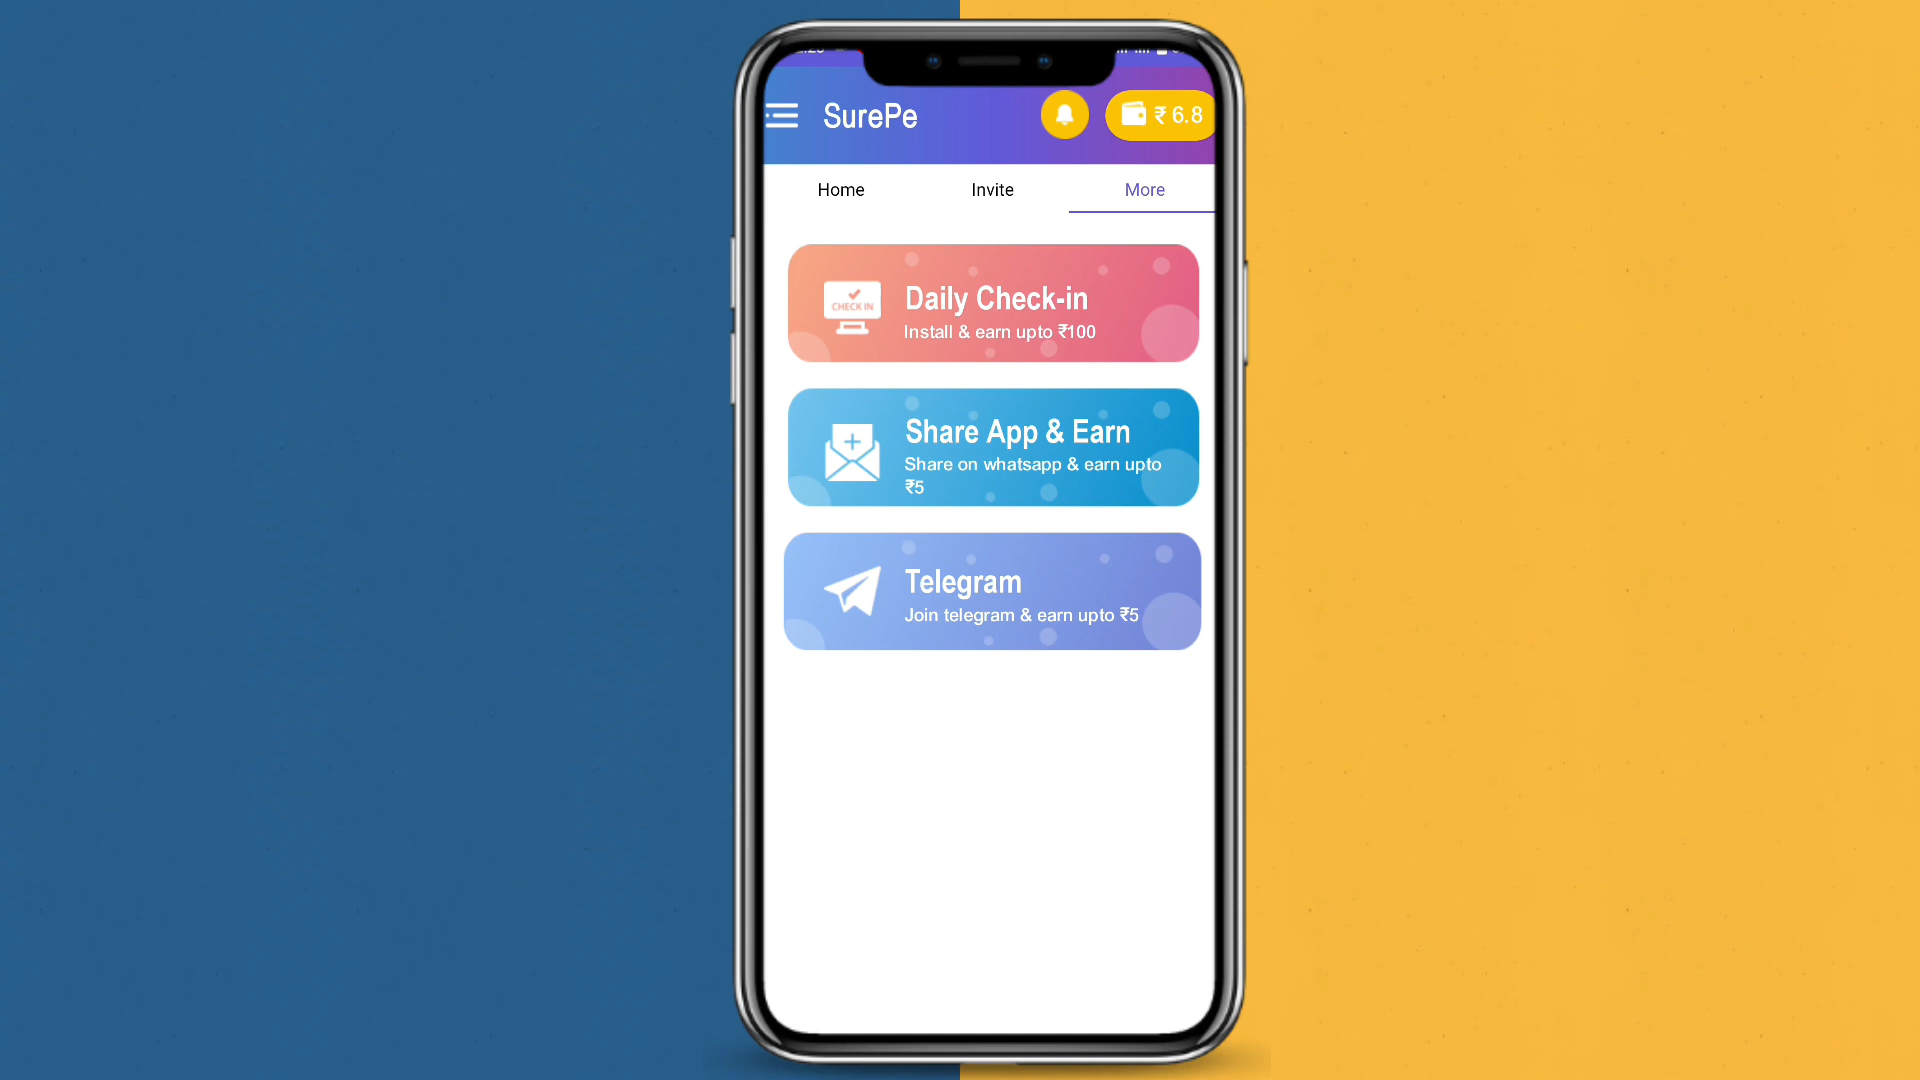 SurePe
₹ 6.8
Home
Invite
More
CHECK IN
Daily Check-in
Install & earn upto ₹100
Share App & Earn
Share on whatsapp & earn upto
₹5
Telegram
Join telegram & earn upto ₹5